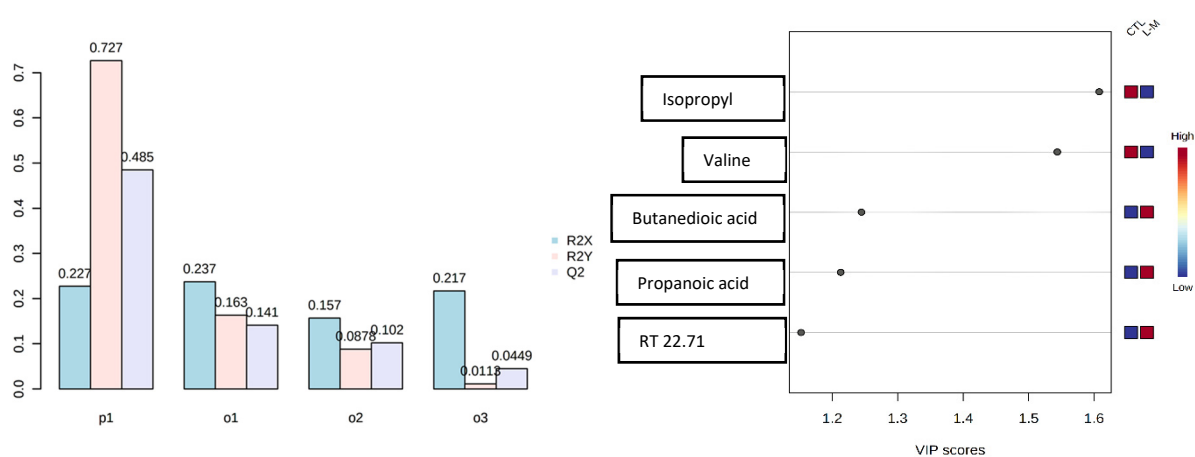 0.727
0.485
0.227
0.237
0.163
0.141
0.157
0.0878
0.102
0.217
0.0113
0.0449
0.0
0.1
0.2
0.3
0.4
0.5
0.6
0.7
p1
o1
o2
o3
R2X
R2Y
Q2
Isopropyl
Valine
Butanedioic acid
Propanoic acid
RT 22.71
1.2
1.3
1.4
1.5
1.6
VIP scores
CTL
L-M
High
Low